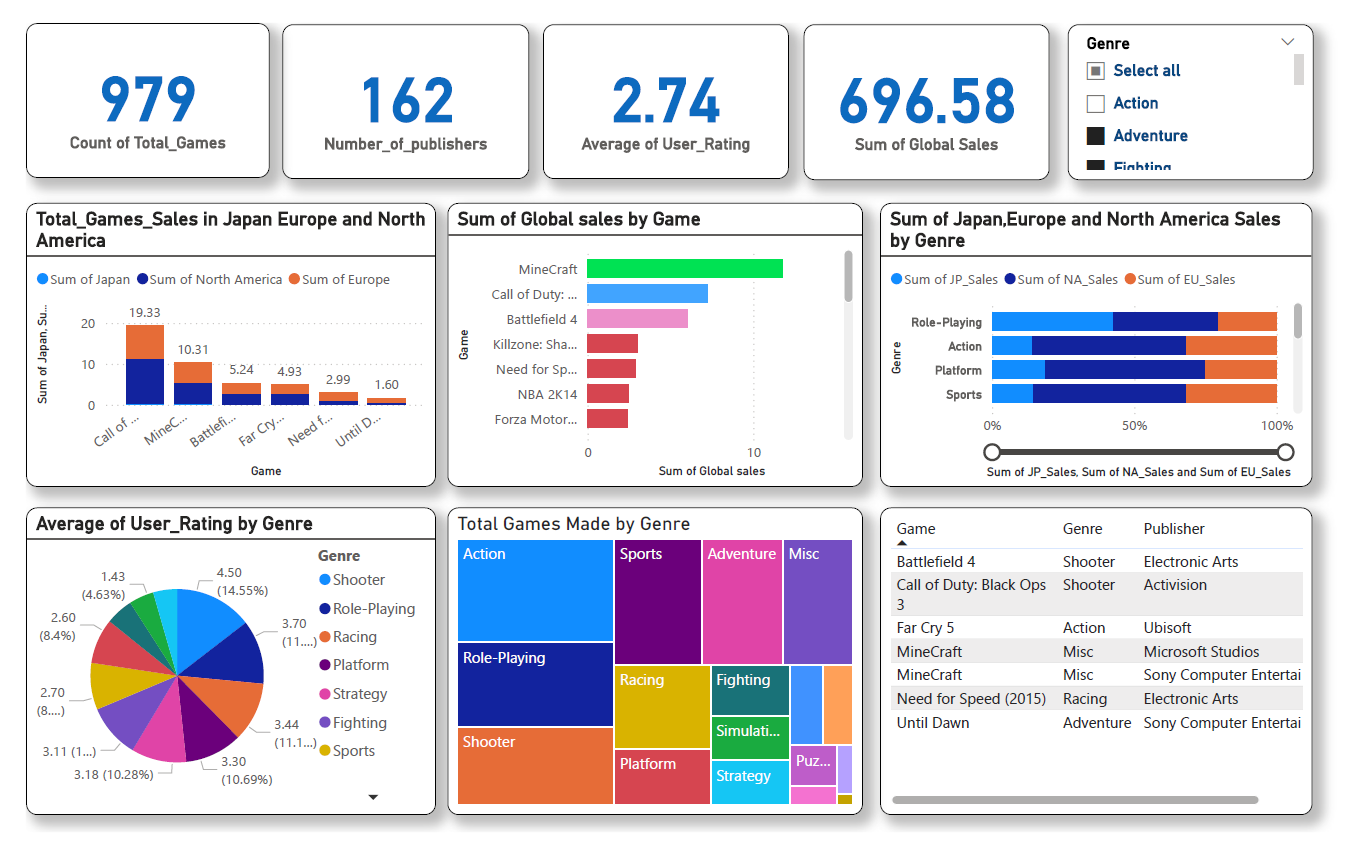 979
Count of Total_Games
162
Number_of_publishers
2.74
Average of User_Rating
696.58
Sum of Global Sales
Genre
Select all
Action
Adventure
Fighting
Total_Games_Sales in Japan Europe and North
America
Sum of Japan Sum of North America Sum of Europe
Sum of Japan, Su...
20
10
0
19.33
10.31
5.24
4.93
2.99
1.60
Call of ...
MineC...
Battlefi...
Far Cry...
Need f...
Until D...
Game
Sum of Global sales by Game
Game
MineCraft
Call of Duty: ...
Battlefield 4
Killzone: Sha...
Need for Sp...
NBA 2K14
Forza Motor...
0 10
Sum of Global sales
Sum of Japan,Europe and North America Sales
by Genre
Sum of JP_Sales Sum of NA_Sales Sum of EU_Sales
Genre
Role-Playing
Action
Platform
Sports
0% 50% 100%
Sum of JP_Sales, Sum of NA_Sales and Sum of EU_Sales
Average of User_Rating by Genre
4.50
(14.55%)
3.70
(11....)
3.44
(11.1...)
3.30
(10.69%)
3.18 (10.28%)
3.11 (1...)
2.70
(8....)
2.60
(8.4%)
1.43
(4.63%)
Genre
Shooter
Role-Playing
Racing
Platform
Strategy
Fighting
Sports
Total Games Made by Genre
Action
Role-Playing
Shooter
Sports
Racing
Platform
Adventure
Misc
Fighting
Simulati...
Strategy
Puz...
Game Genre Publisher
Battlefield 4 Shooter Electronic Arts
Call of Duty: Black Ops Shooter Activision
3
Far Cry 5 Action Ubisoft
MineCraft Misc Microsoft Studios
MineCraft Misc Sony Computer Entertai
Need for Speed (2015) Racing Electronic Arts
Until Dawn Adventure Sony Computer Entertai